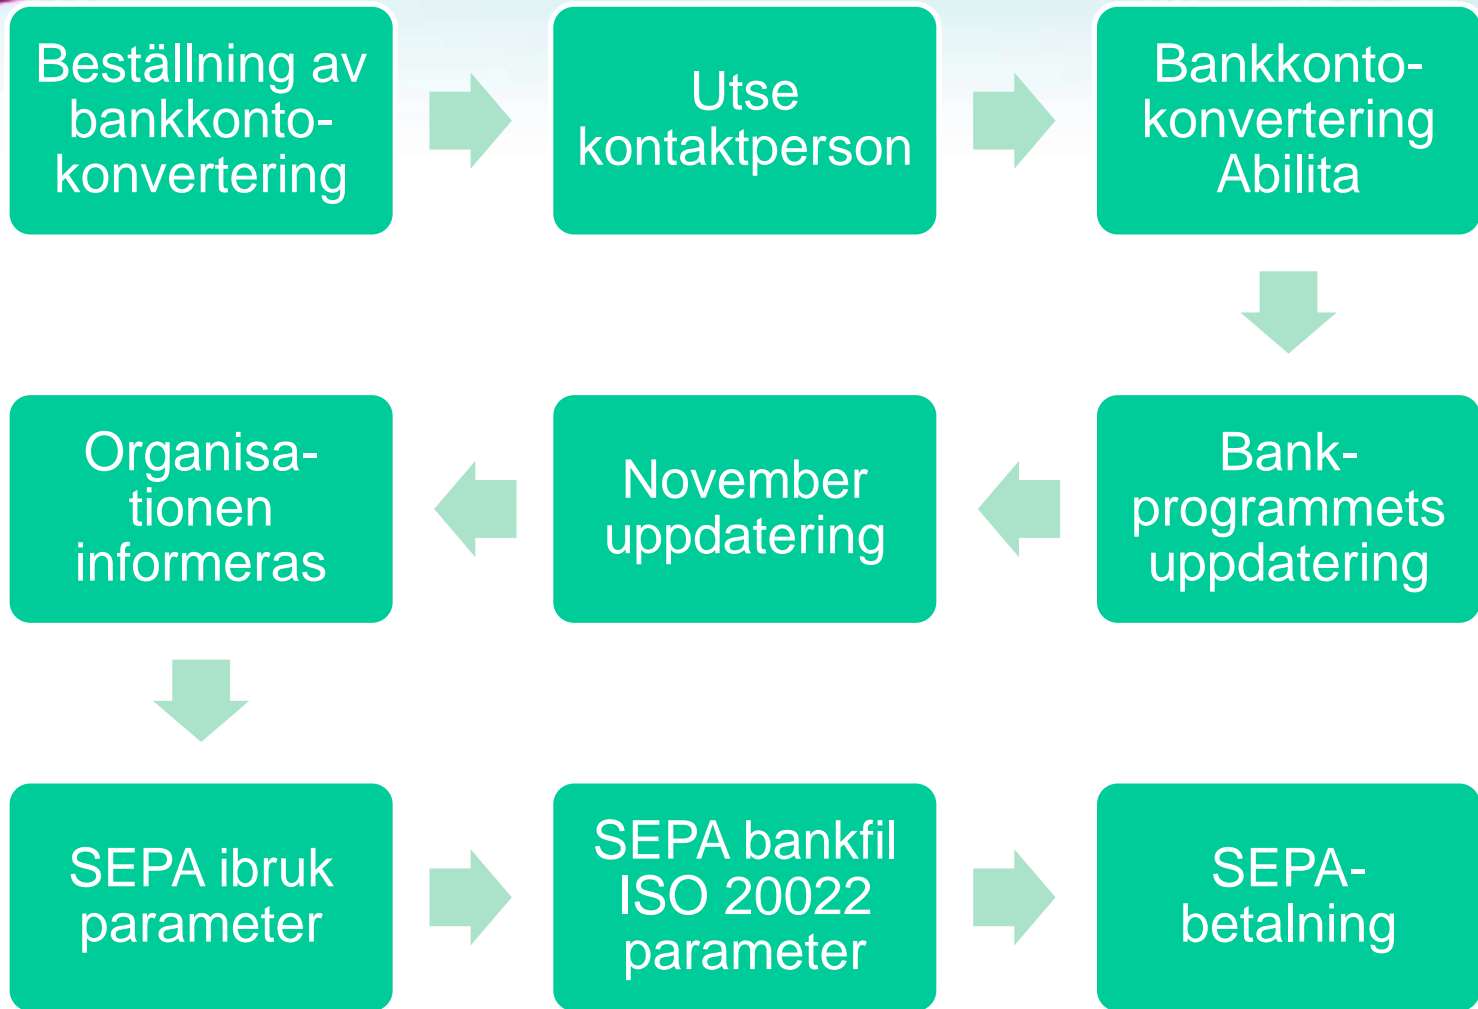 Beställning av
bankkonto-
konvertering
Utse
kontaktperson
Bankkonto-
konvertering
Abilita
Bank-
programmets
uppdatering
November
uppdatering
Organisa-
tionen
informeras
SEPA ibruk
parameter
SEPA bankfil
ISO 20022
parameter
SEPA-
betalning